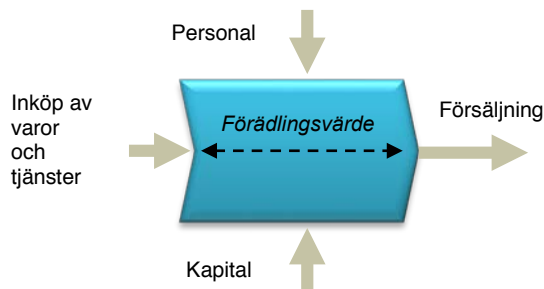 Personal
Inköp av
varor
och
tjänster
Förädlingsvärde
Försäljning
Kapital